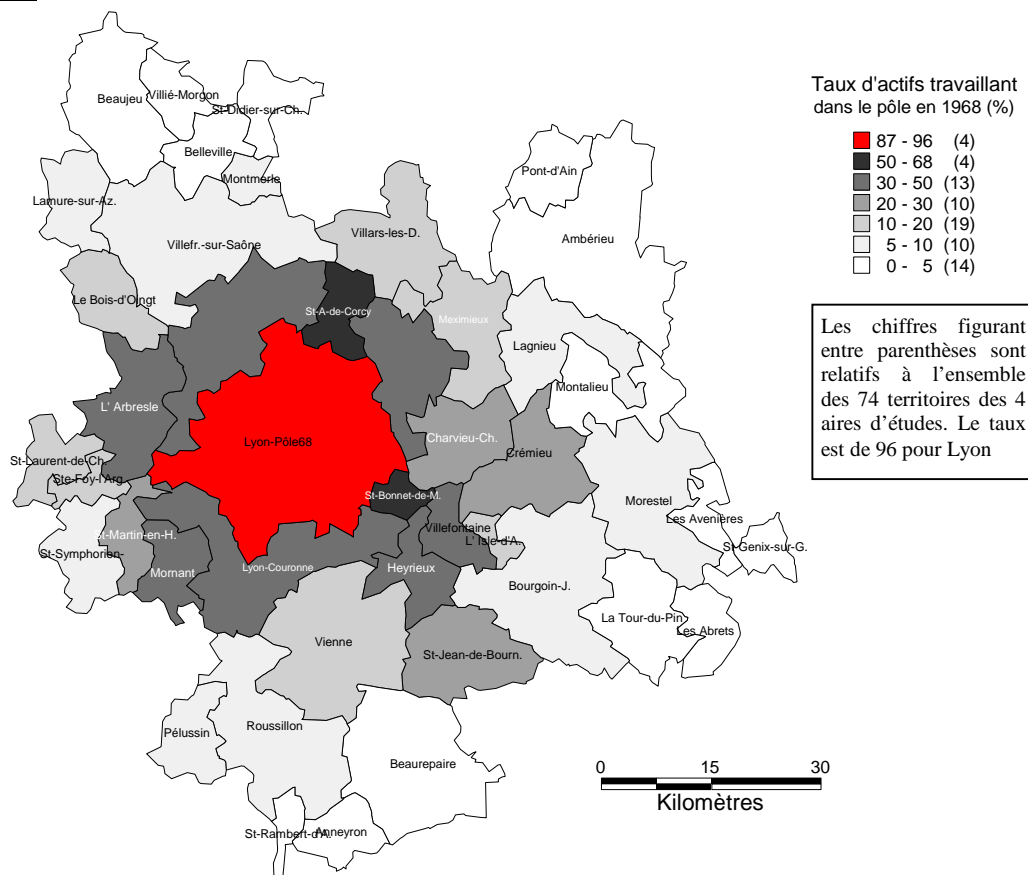 Beaujeu
Villié-Morgon
St-Didier-sur-Ch.
Belleville
Montmerle
Lamure-sur-Az.
Villefr.-sur-Saône
Villars-les-D.
Pont-d'Ain
Ambérieu
Le Bois-d'Oingt
St-A-de-Corcy
Meximieux
Lagnieu
Montalieu
L' Arbresle
Lyon-Pôle68
Charvieu-Ch.
Crémieu
St-Laurent-de-Ch.
Ste-Foy-l'Arg.
St-Bonnet-de-M.
Morestel
Les Avenières
St-Genix-sur-G.
St-Martin-en-H.
St-Symphorien-
Mornant
Lyon-Couronne
Villefontaine
L' Isle-d'A.
Heyrieux
Bourgoin-J.
La Tour-du-Pin
Les Abrets
Vienne
St-Jean-de-Bourn.
Pélussin
Roussillon
Beaurepaire
St-Rambert-d'A.
Anneyron
Taux d'actifs travaillant
dans le pôle en 1968 (%)
87 - 96 (4)
50 - 68 (4)
30 - 50 (13)
20 - 30 (10)
10 - 20 (19)
5 - 10 (10)
0 - 5 (14)
Les chiffres figurant
entre parenthèses sont
relatifs à l'ensemble
des 74 territoires des 4
aires d'études. Le taux
est de 96 pour Lyon
0 15 30
Kilomètres